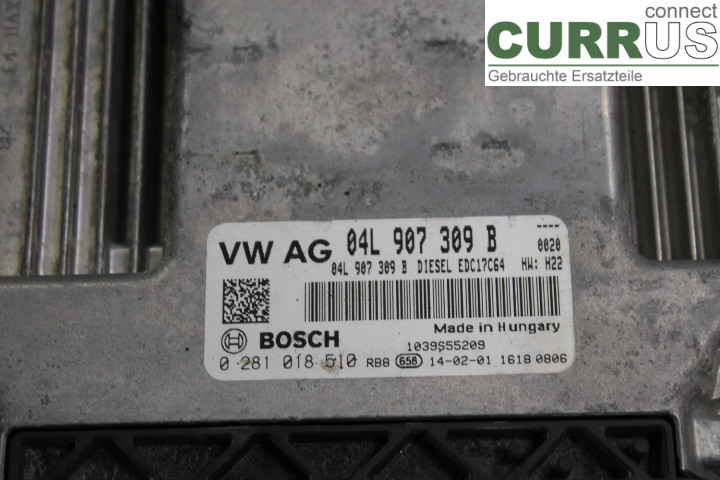 connect
CURRUS
Gebrauchte Ersatzteile
VW AG 04L 907 309 B
----
0020
04L 907 309 B DIESEL EDC17C64 HW: H22
Made in Hungary
BOSCH
1039S55209
0 281 018 510 RB8 658 14-02-01 1618 0806